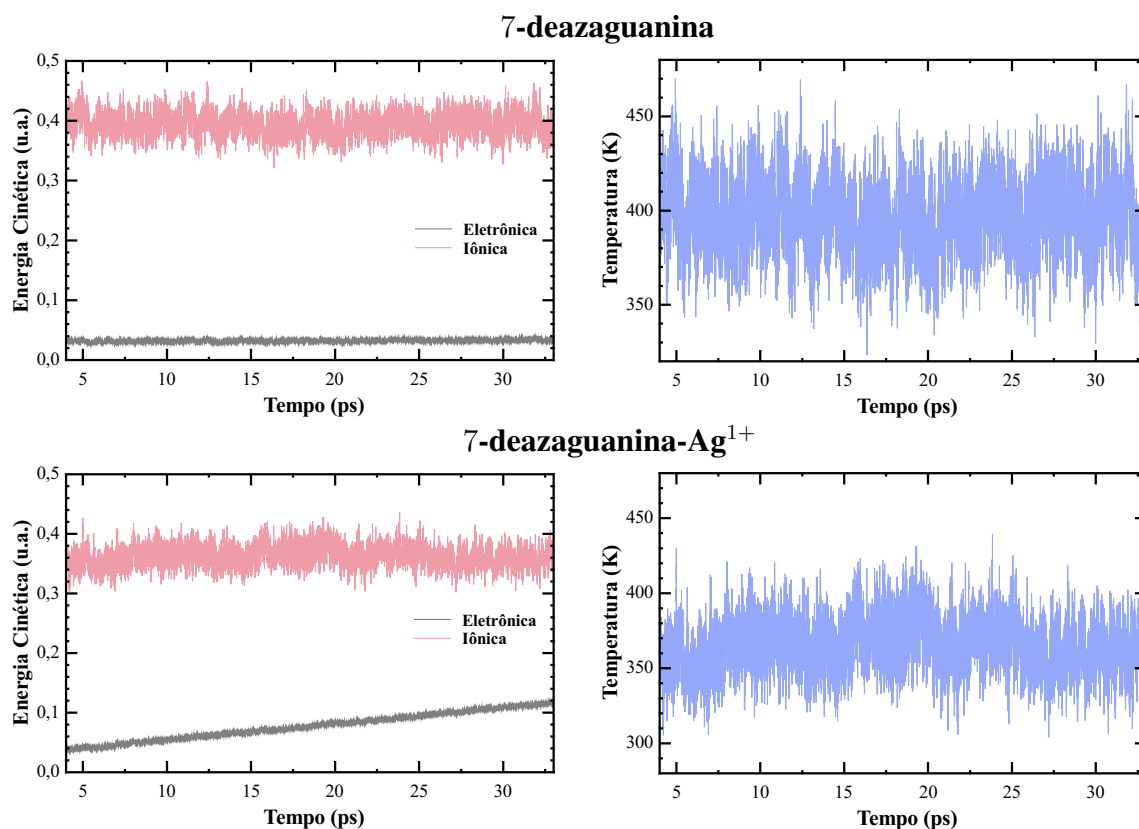 7-deazaguanina
Energia Cinética (u.a.)
0,5
0,4
0,3
0,2
0,1
0,0
Eletrônica
Iônica
5 10 15 20 25 30
Tempo (ps)
Temperatura (K)
450
400
350
5 10 15 20 25 30
Tempo (ps)
7-deazaguanina-Ag¹⁺
Energia Cinética (u.a.)
0,5
0,4
0,3
0,2
0,1
0,0
Eletrônica
Iônica
5 10 15 20 25 30
Tempo (ps)
Temperatura (K)
450
400
350
300
5 10 15 20 25 30
Tempo (ps)